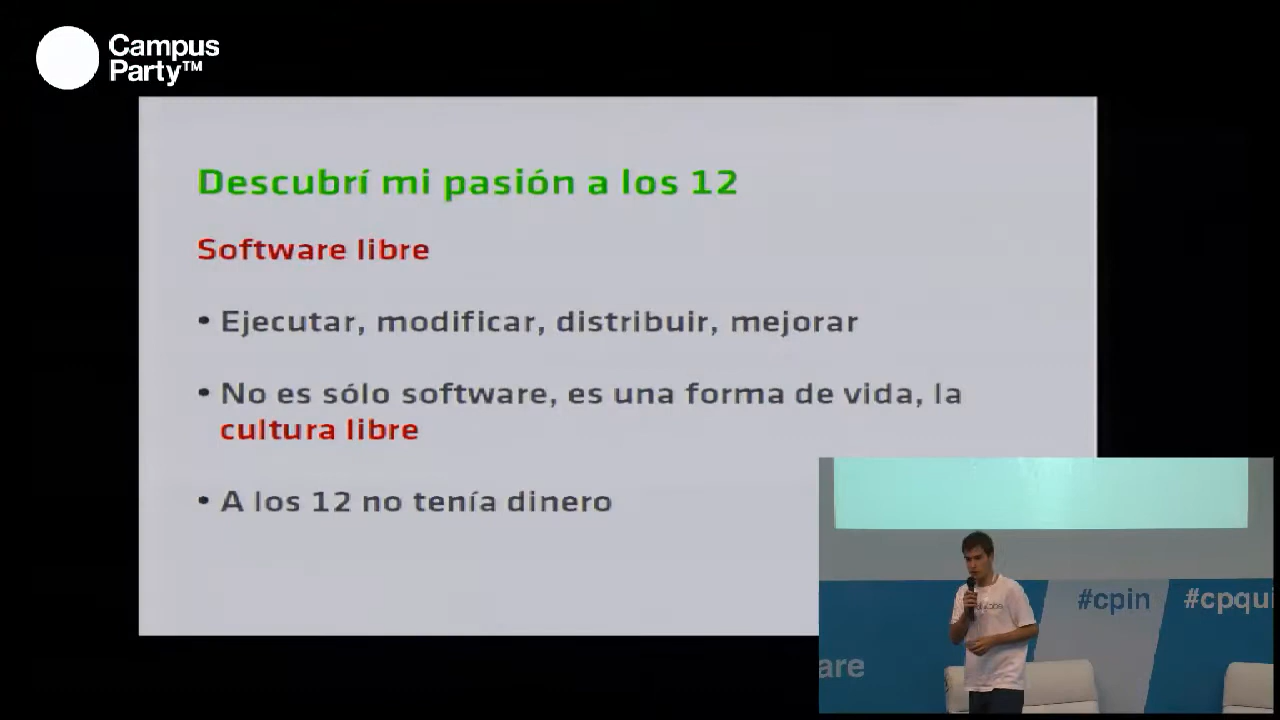 Campus
Party™
Descubrí mi pasión a los 12
Software libre
• Ejecutar, modificar, distribuir, mejorar
• No es sólo software, es una forma de vida, la
cultura libre
• A los 12 no tenía dinero
#cpin
#cpqui
are